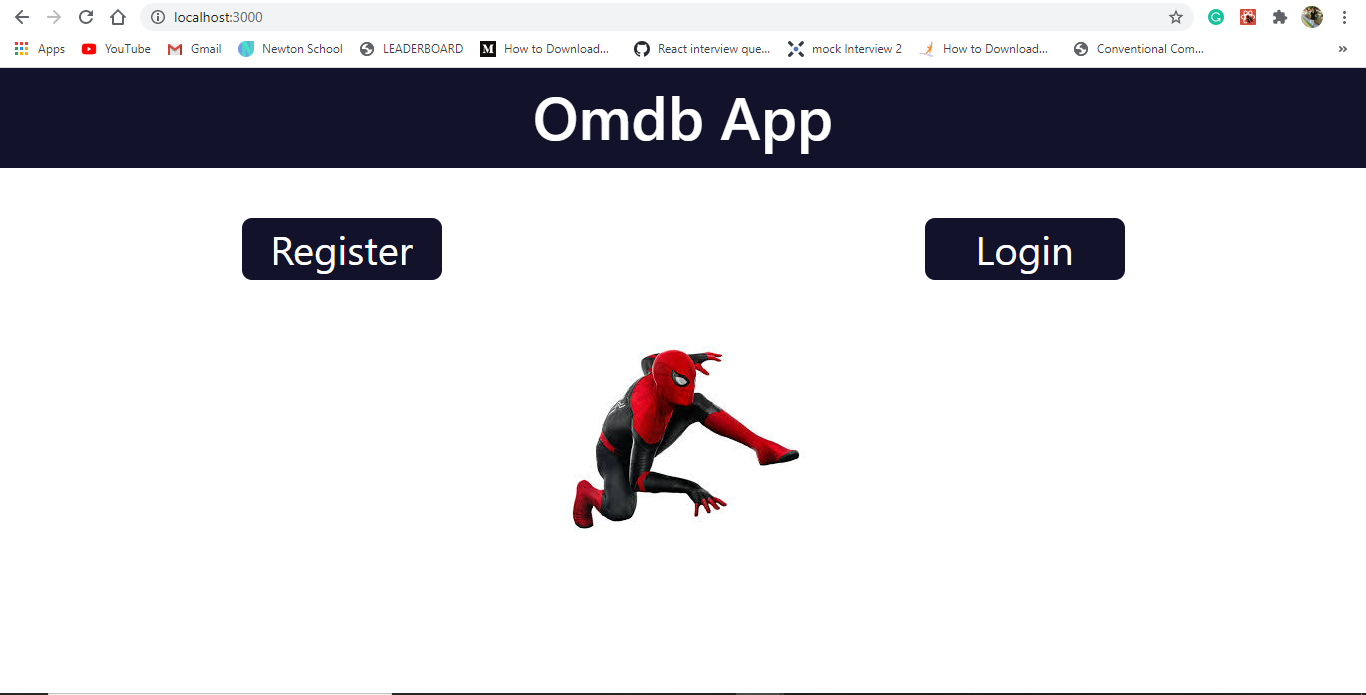 localhost:3000
Apps YouTube Gmail Newton School LEADERBOARD How to Download... React interview que... mock Interview 2 How to Download... Conventional Com... »
Omdb App
Register Login